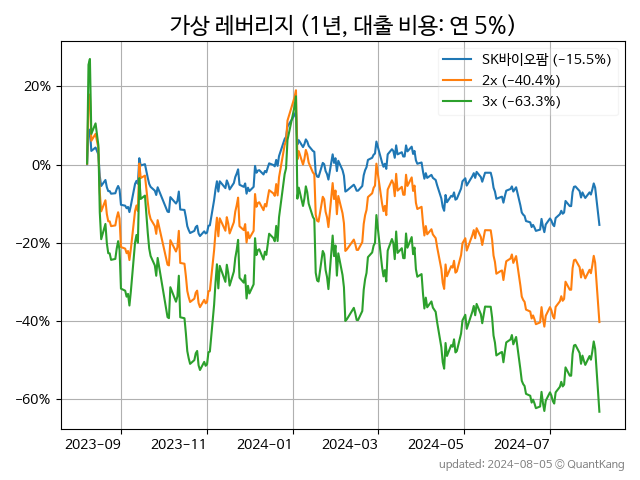 가상 레버리지 (1년, 대출 비용: 연 5%)
SK바이오팜 (−15.5%)
2x (−40.4%)
3x (−63.3%)
20%
0%
−20%
−40%
−60%
2023-09
2023-11
2024-01
2024-03
2024-05
2024-07
updated: 2024-08-05 © QuantKang